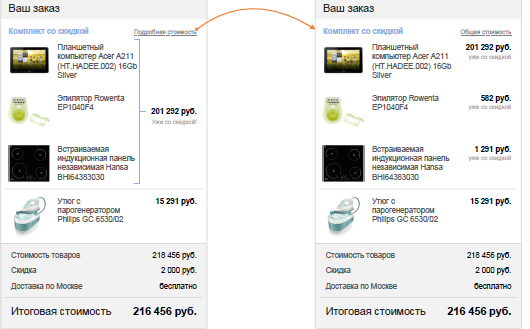 Ваш заказ
Комплект со скидкой Подробная стоимость
Планшетный
компьютер Acer A211
(HT.HADEE.002) 16Gb
Silver
Эпилятор Rowenta
EP1040F4
201 292 руб.
Уже со скидкой!
Встраиваемая
индукционная панель
независимая Hansa
BHI64383030
Утюг с 15 291 руб.
парогенератором
Philips GC 6530/02
Стоимость товаров 218 456 руб.
Скидка 2 000 руб.
Доставка по Москве бесплатно
Итоговая стоимость 216 456 руб.
Ваш заказ
Комплект со скидкой Общая стоимость
Планшетный 201 292 руб.
компьютер Acer A211 уже со скидкой
(HT.HADEE.002) 16Gb
Silver
Эпилятор Rowenta 582 руб.
EP1040F4 уже со скидкой
Встраиваемая 1 291 руб.
индукционная панель уже со скидкой
независимая Hansa
BHI64383030
Утюг с 15 291 руб.
парогенератором
Philips GC 6530/02
Стоимость товаров 218 456 руб.
Скидка 2 000 руб.
Доставка по Москве бесплатно
Итоговая стоимость 216 456 руб.